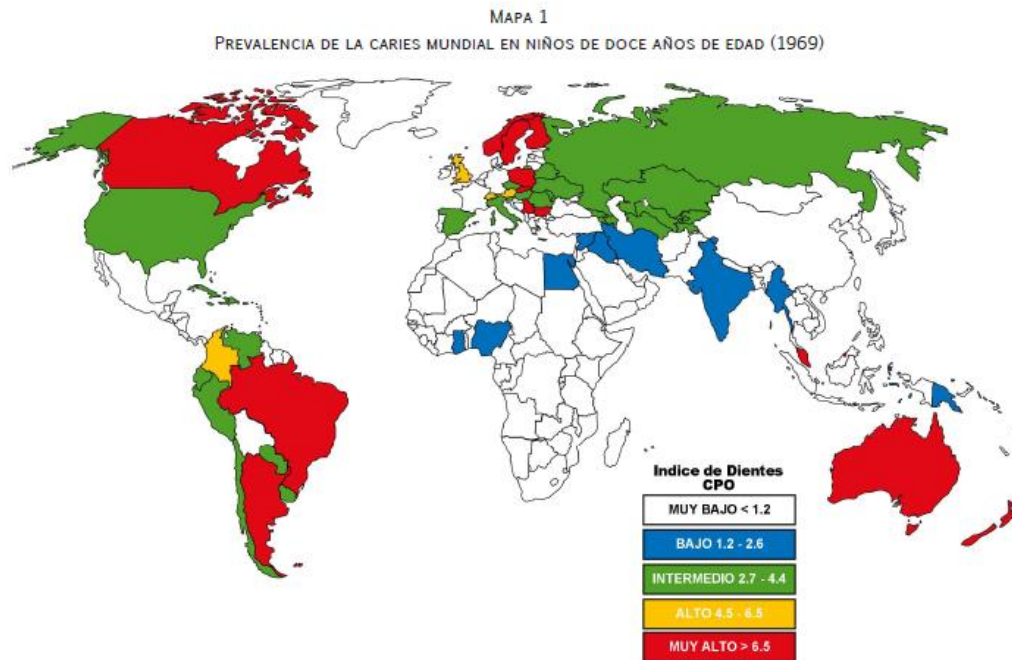 MAPA 1
PREVALENCIA DE LA CARIES MUNDIAL EN NIÑOS DE DOCE AÑOS DE EDAD (1969)
Indice de Dientes
CPO
MUY BAJO < 1.2
BAJO 1.2 - 2.6
INTERMEDIO 2.7 - 4.4
ALTO 4.5 - 6.5
MUY ALTO > 6.5